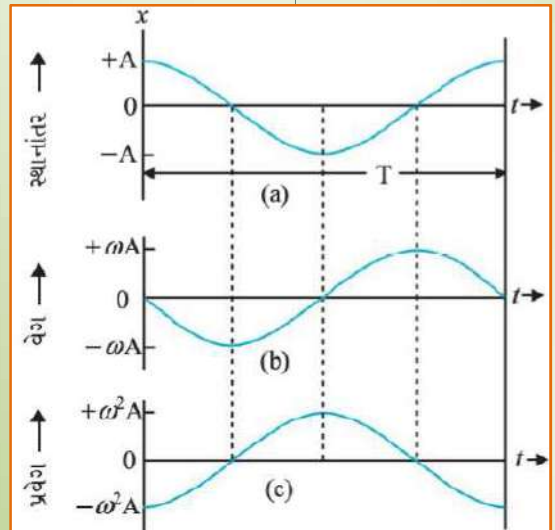 x
+A
0
t→
−A
સ્થાનાંતર →
T
(a)
+ωA
0
t→
−ωA
વેગ →
(b)
+ω²A
0
t→
−ω²A
પ્રવેગ →
(c)